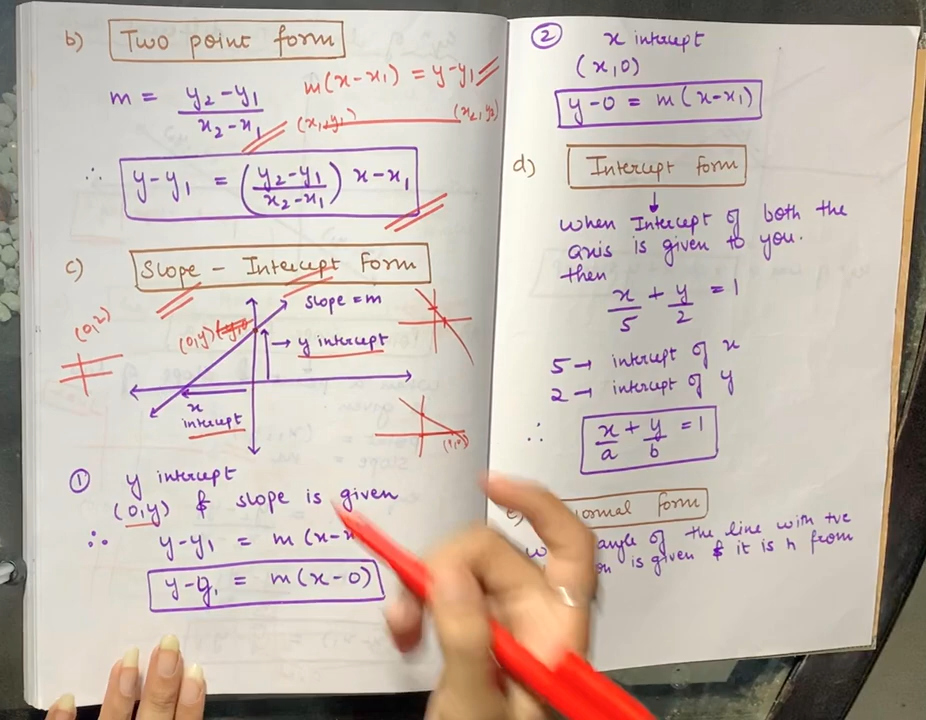 b) Two point form
m = y₂-y₁ / x₂-x₁
m(x-x₁) = y-y₁
(x₁,y₁) (x₂,y₂)
∴ y-y₁ = (y₂-y₁ / x₂-x₁) x-x₁
c) Slope - Intercept form
slope = m
(0,2)
(0,y)
→ y intercept
x
intercept
① y intercept
(0,y) & slope is given
∴ y-y₁ = m(x-x
y-y₁ = m(x-0)
② x intercept
(x,0)
y-0 = m(x-x₁)
d) Intercept form
↓
when Intercept of both the
axis is given to you.
then
x/5 + y/2 = 1
5 → intercept of x
2 → intercept of y
∴ x/a + y/b = 1
ormal form
angle of the line with +ve
is given & it is from